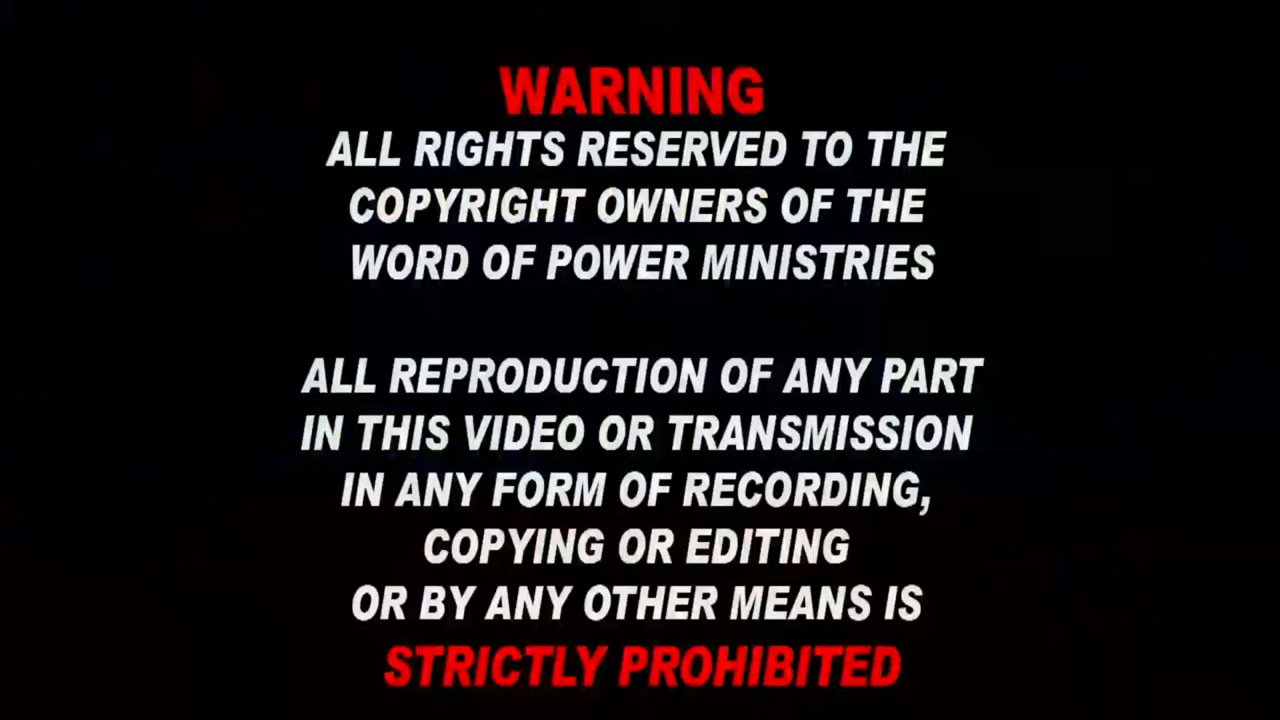 WARNING
ALL RIGHTS RESERVED TO THE
COPYRIGHT OWNERS OF THE
WORD OF POWER MINISTRIES
ALL REPRODUCTION OF ANY PART
IN THIS VIDEO OR TRANSMISSION
IN ANY FORM OF RECORDING,
COPYING OR EDITING
OR BY ANY OTHER MEANS IS
STRICTLY PROHIBITED